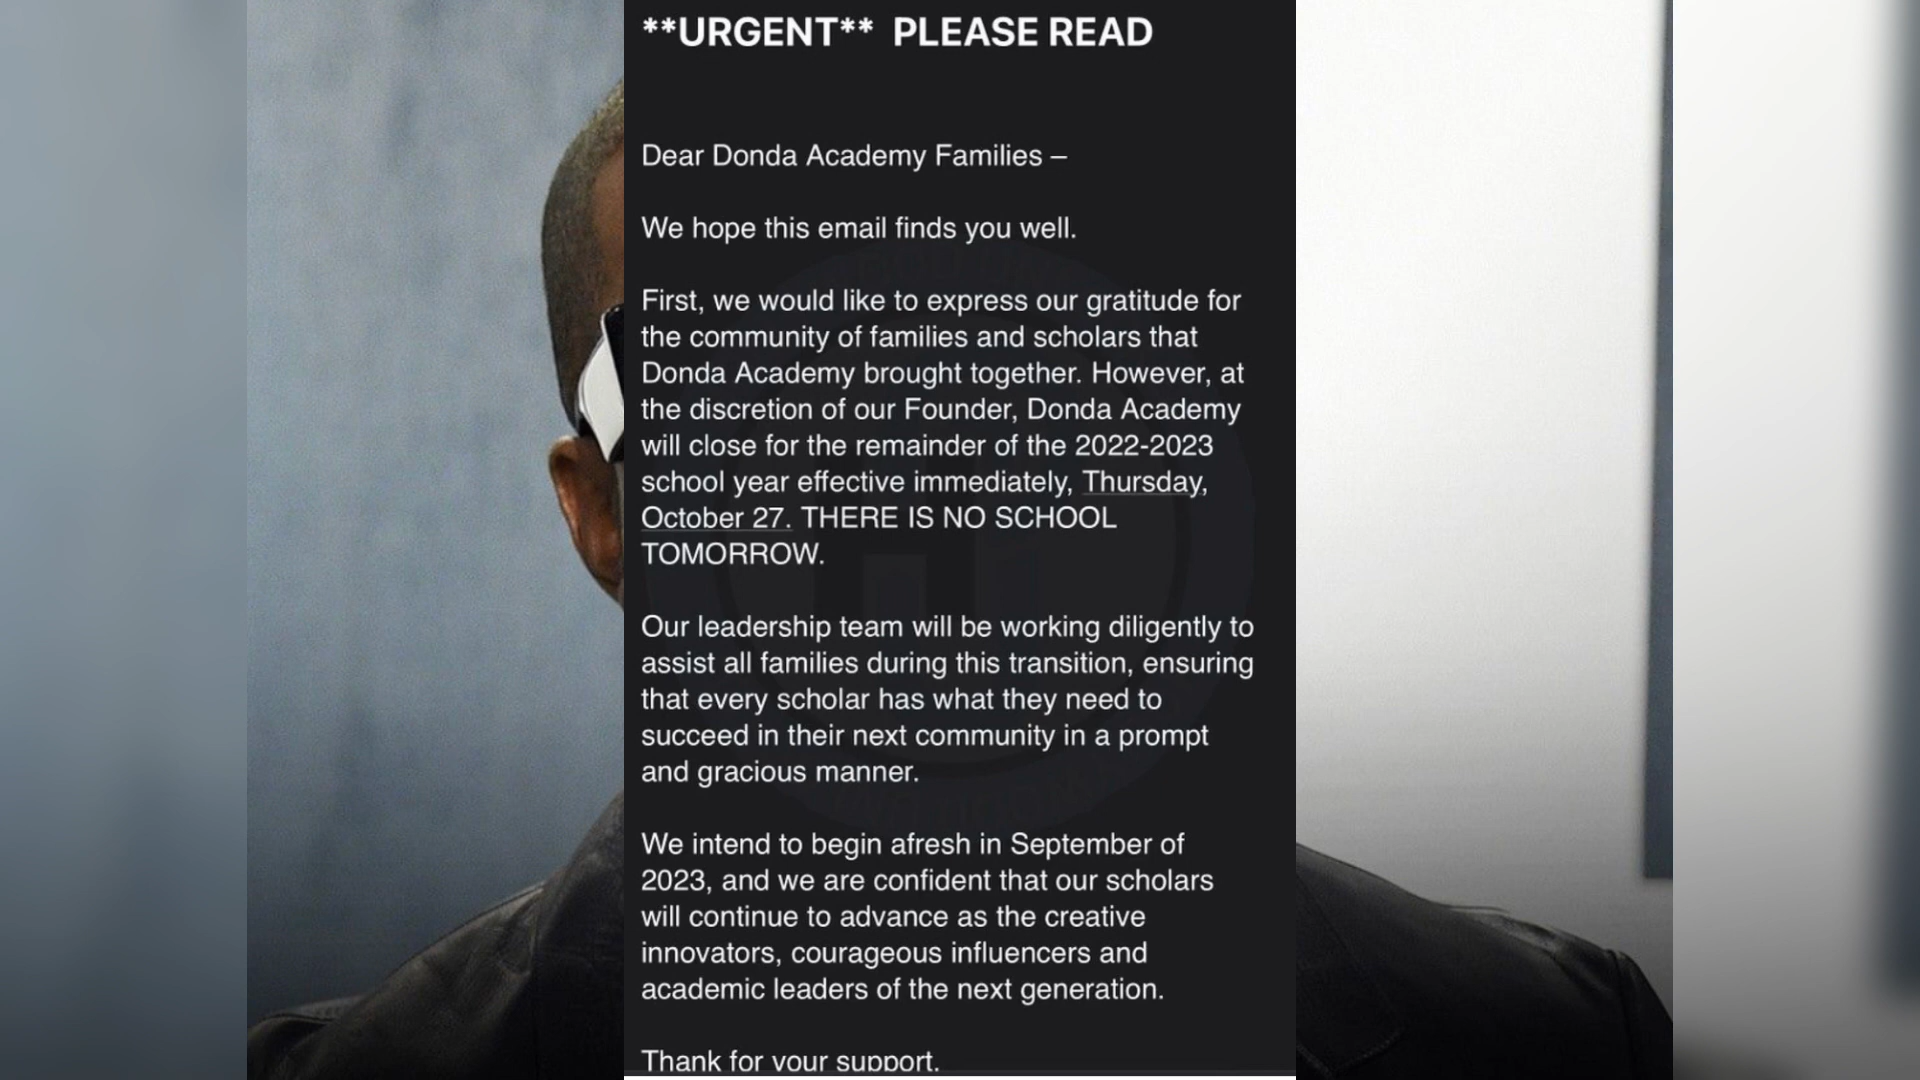 **URGENT** PLEASE READ
Dear Donda Academy Families –
We hope this email finds you well.
First, we would like to express our gratitude for
the community of families and scholars that
Donda Academy brought together. However, at
the discretion of our Founder, Donda Academy
will close for the remainder of the 2022-2023
school year effective immediately, Thursday,
October 27. THERE IS NO SCHOOL
TOMORROW.
Our leadership team will be working diligently to
assist all families during this transition, ensuring
that every scholar has what they need to
succeed in their next community in a prompt
and gracious manner.
We intend to begin afresh in September of
2023, and we are confident that our scholars
will continue to advance as the creative
innovators, courageous influencers and
academic leaders of the next generation.
Thank for your support.